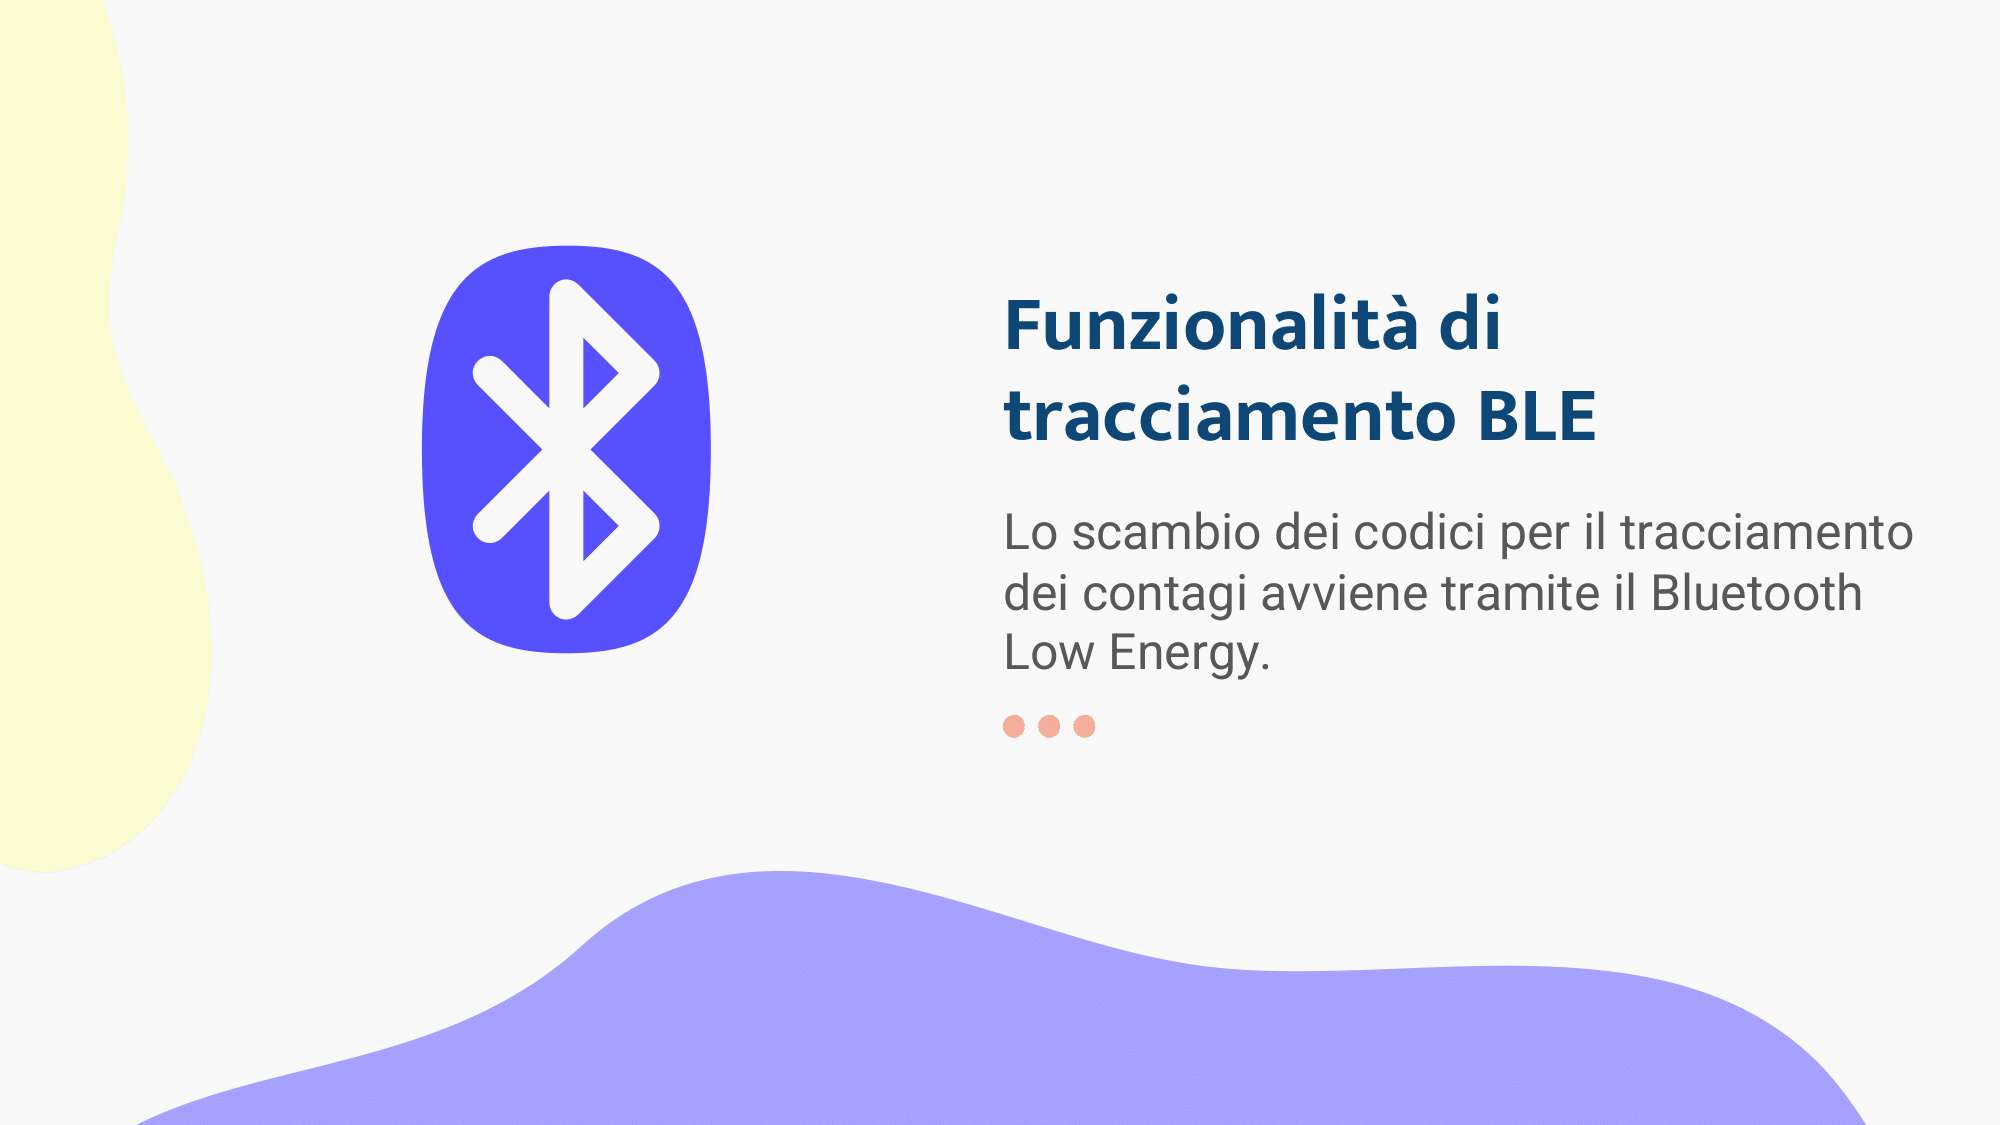 Funzionalità di
tracciamento BLE
Lo scambio dei codici per il tracciamento
dei contagi avviene tramite il Bluetooth
Low Energy.